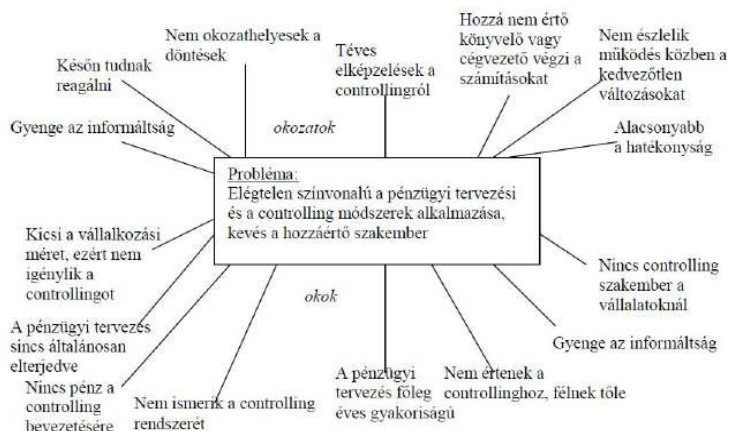 Nem okozathelyesek a
döntések
Téves
elképzelések a
controllingról
Hozzá nem értő
könyvelő vagy
cégvezető végzi a
számításokat
Nem észlelik
működés közben a
kedvezőtlen
változásokat
Későn tudnak
reagálni
Gyenge az informáltság
okozatok
Alacsonyabb
a hatékonyság
Probléma:
Elégtelen színvonalú a pénzügyi tervezési
és a controlling módszerek alkalmazása,
kevés a hozzáértő szakember
Kicsi a vállalkozási
méret, ezért nem
igénylik a
controllingot
okok
Nincs controlling
szakember a
vállalatoknál
A pénzügyi tervezés
sincs általánosan
elterjedve
Gyenge az informáltság
Nincs pénz a
controlling
bevezetésére
Nem ismerik a controlling
rendszerét
A pénzügyi
tervezés főleg
éves gyakoriságú
Nem értenek a
controllinghoz, félnek tőle